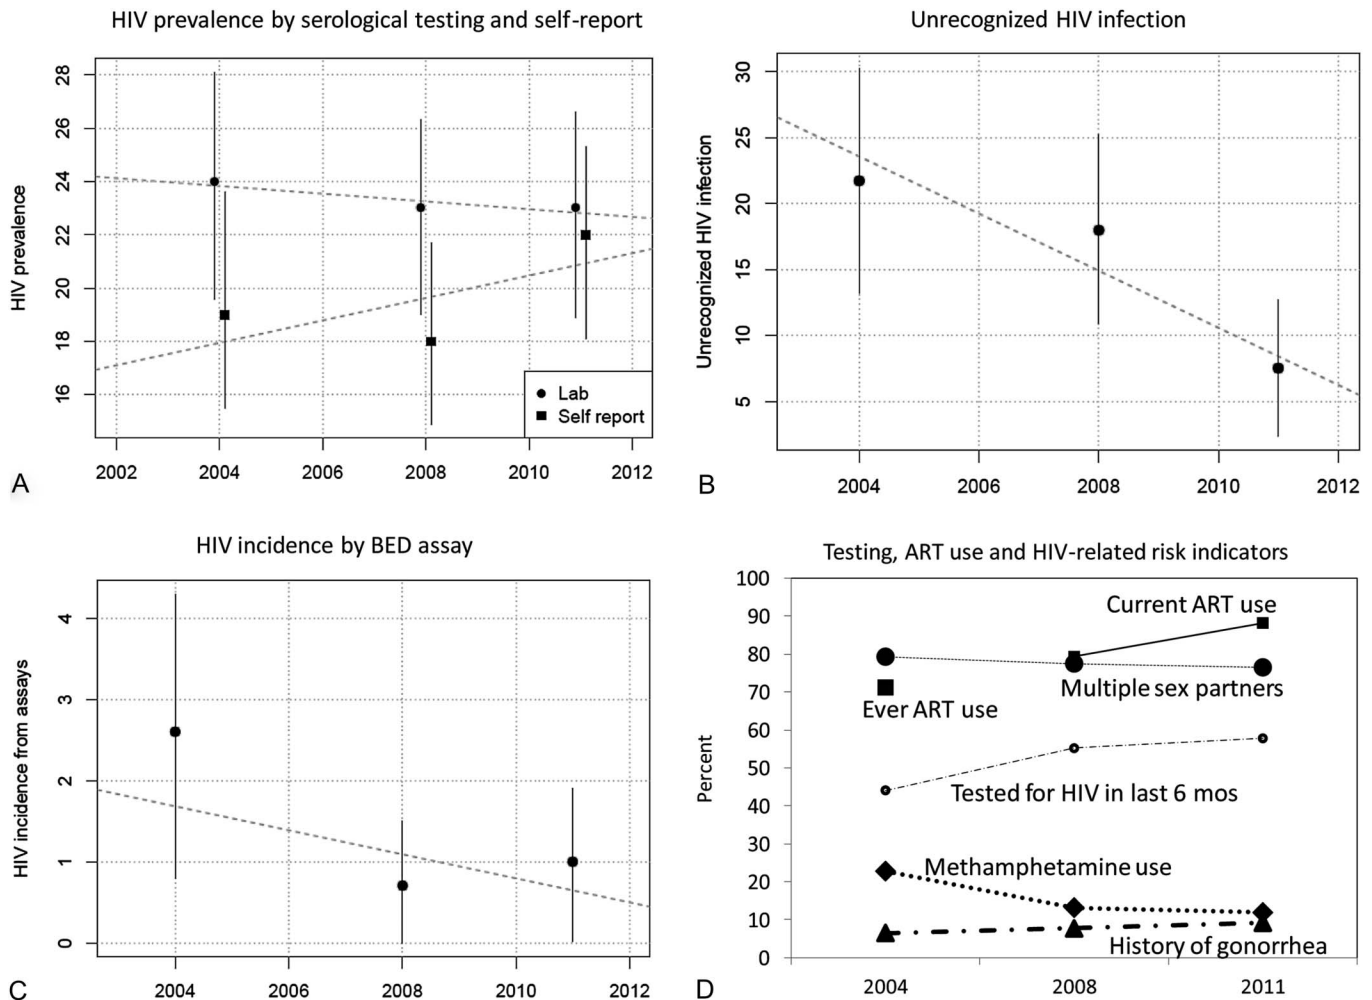 HIV prevalence by serological testing and self-report
HIV prevalence
28
26
24
22
20
18
16
Lab
Self report
2002 2004 2006 2008 2010 2012
A
Unrecognized HIV infection
Unrecognized HIV infection
30
25
20
15
10
5
2004 2006 2008 2010 2012
B
HIV incidence by BED assay
HIV incidence from assays
4
3
2
1
0
2004 2006 2008 2010 2012
C
Testing, ART use and HIV-related risk indicators
Percent
100
90
80
70
60
50
40
30
20
10
0
Current ART use
Multiple sex partners
Ever ART use
Tested for HIV in last 6 mos
Methamphetamine use
History of gonorrhea
2004 2008 2011
D